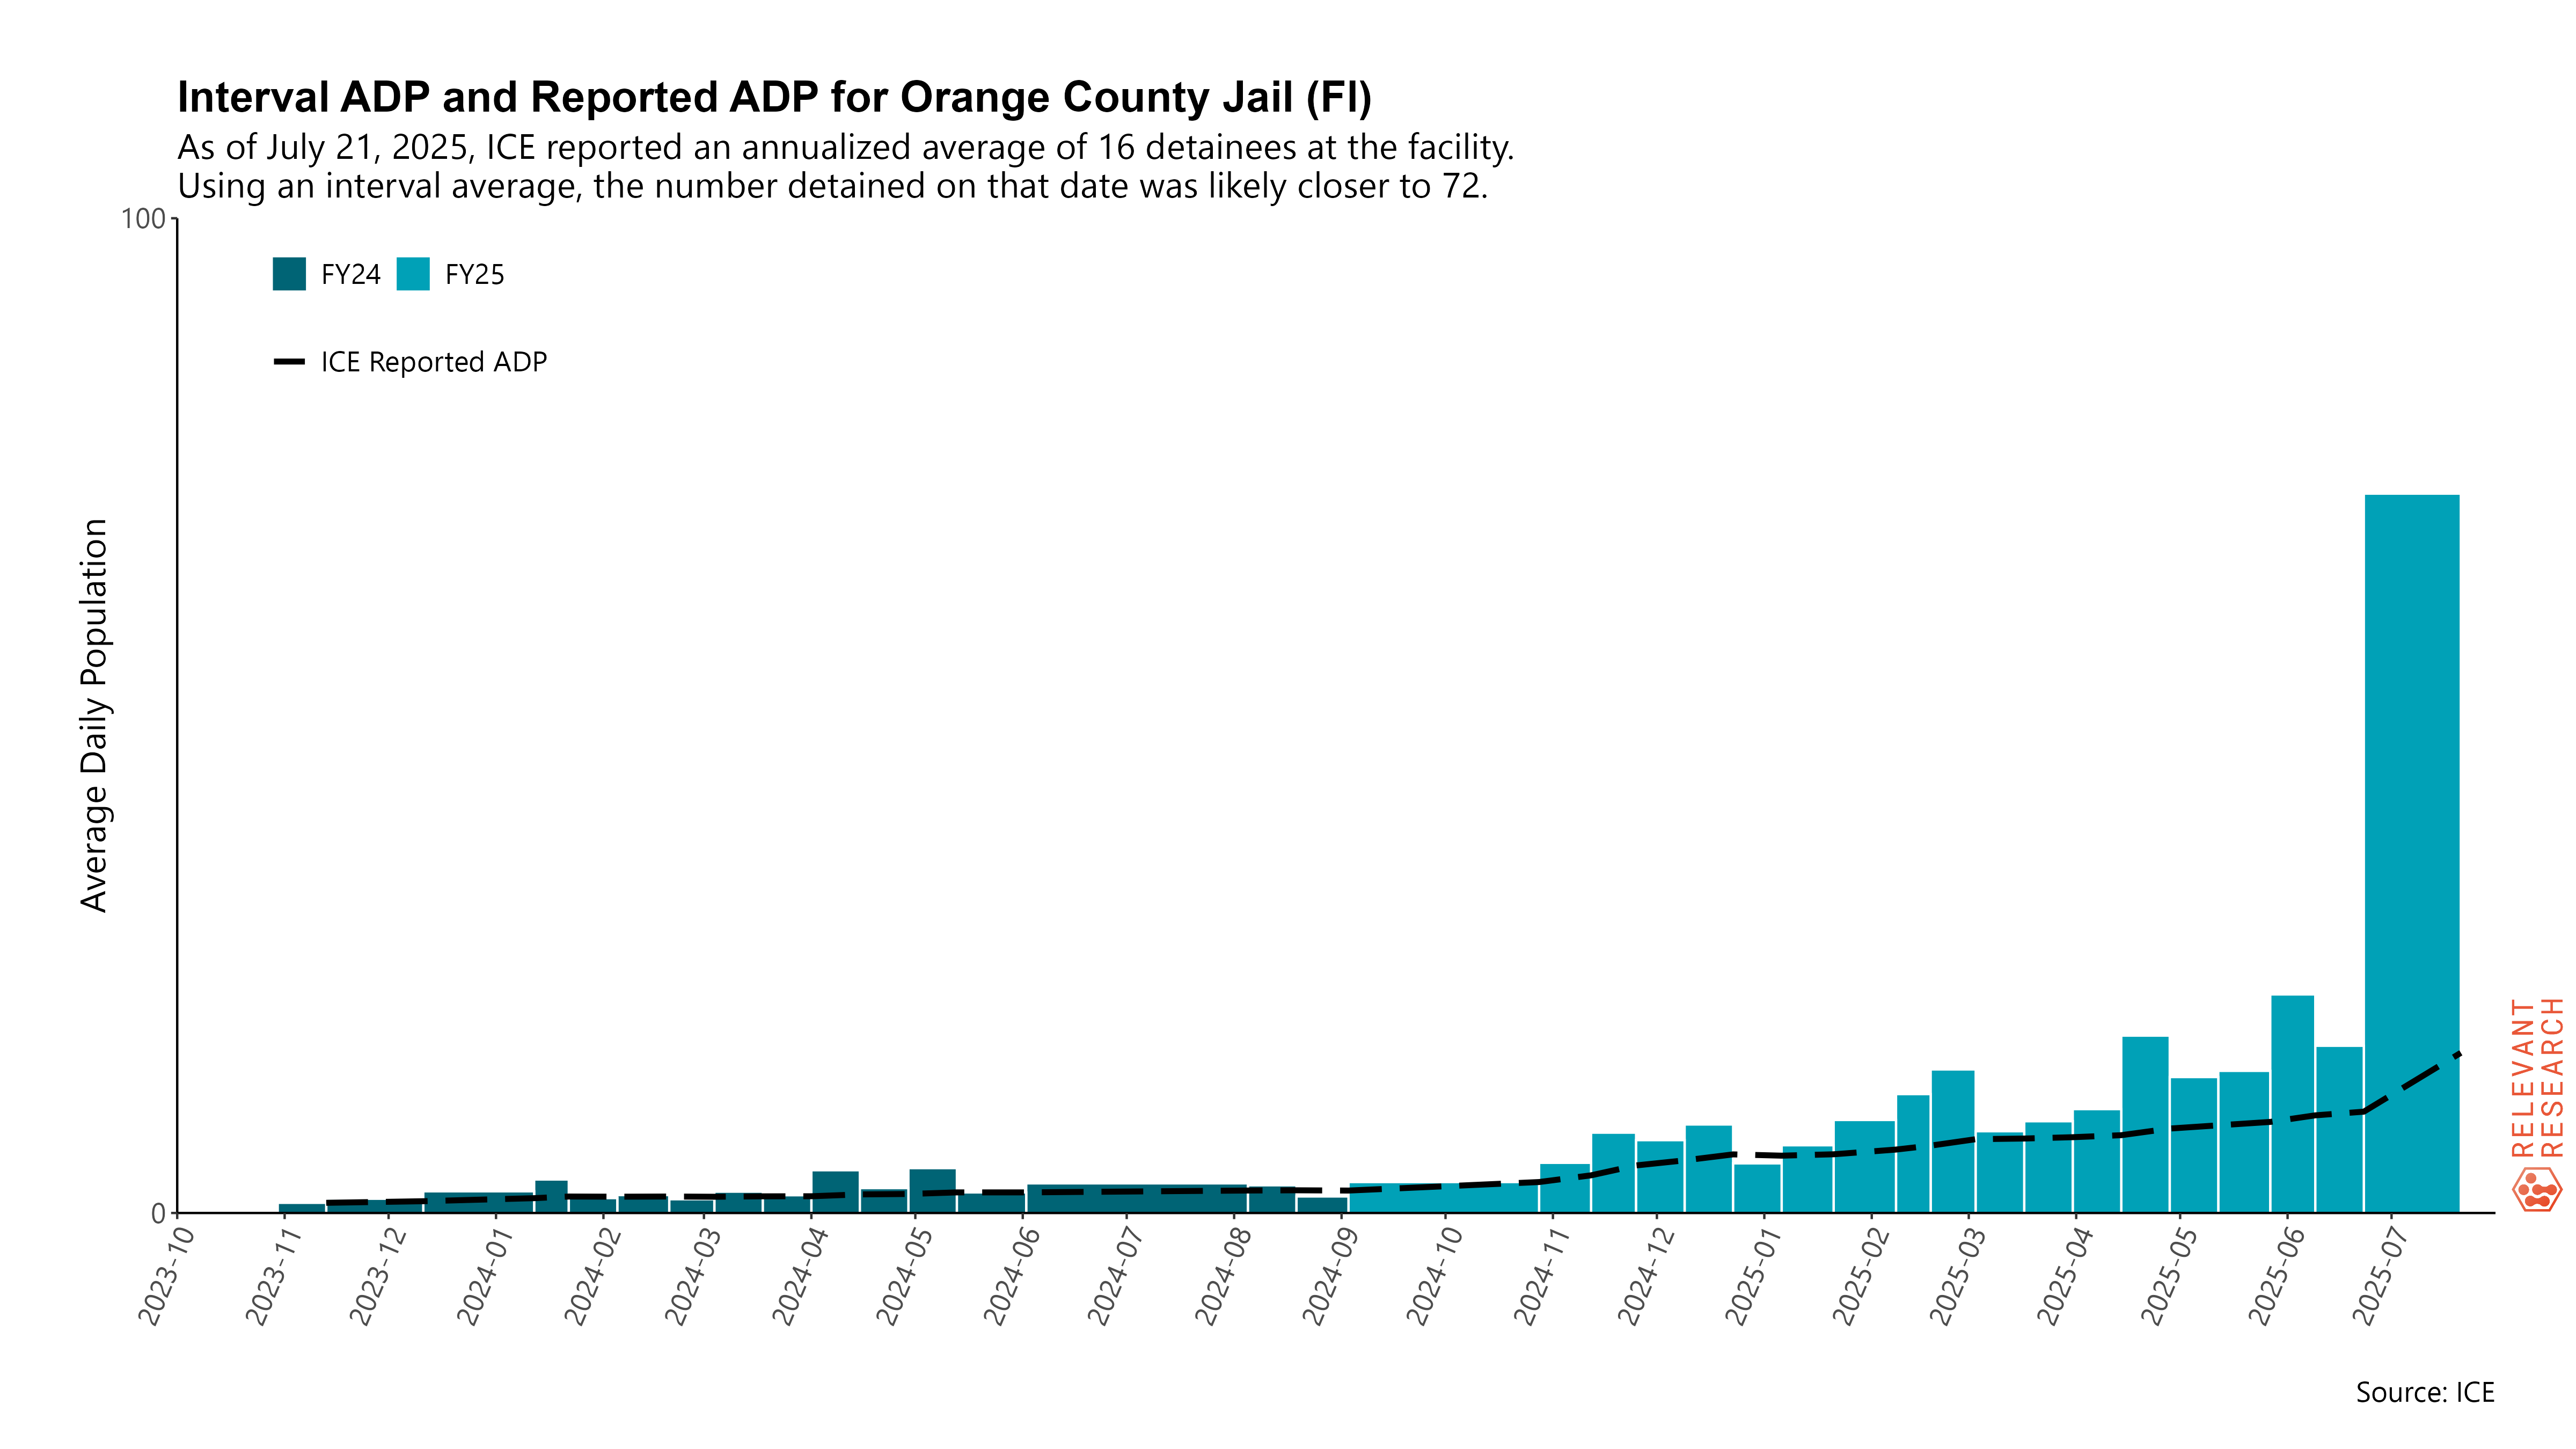 Interval ADP and Reported ADP for Orange County Jail (Fl)
As of July 21, 2025, ICE reported an annualized average of 16 detainees at the facility.
Using an interval average, the number detained on that date was likely closer to 72.
100
FY24 FY25
ICE Reported ADP
Average Daily Population
0
2023-10 2023-11 2023-12 2024-01 2024-02 2024-03 2024-04 2024-05 2024-06 2024-07 2024-08 2024-09 2024-10 2024-11 2024-12 2025-01 2025-02 2025-03 2025-04 2025-05 2025-06 2025-07
RELEVANT
RESEARCH
Source: ICE